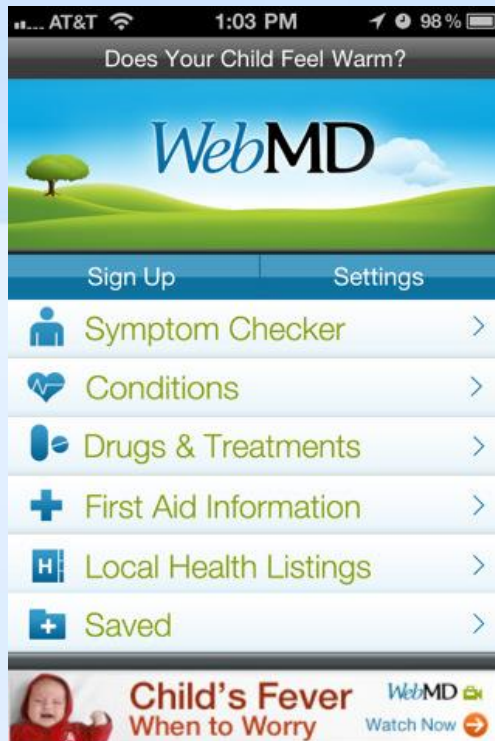 AT&T 1:03 PM 98%
Does Your Child Feel Warm?
WebMD
Sign Up Settings
Symptom Checker
Conditions
Drugs & Treatments
First Aid Information
H Local Health Listings
Saved
Child's Fever WebMD
When to Worry Watch Now